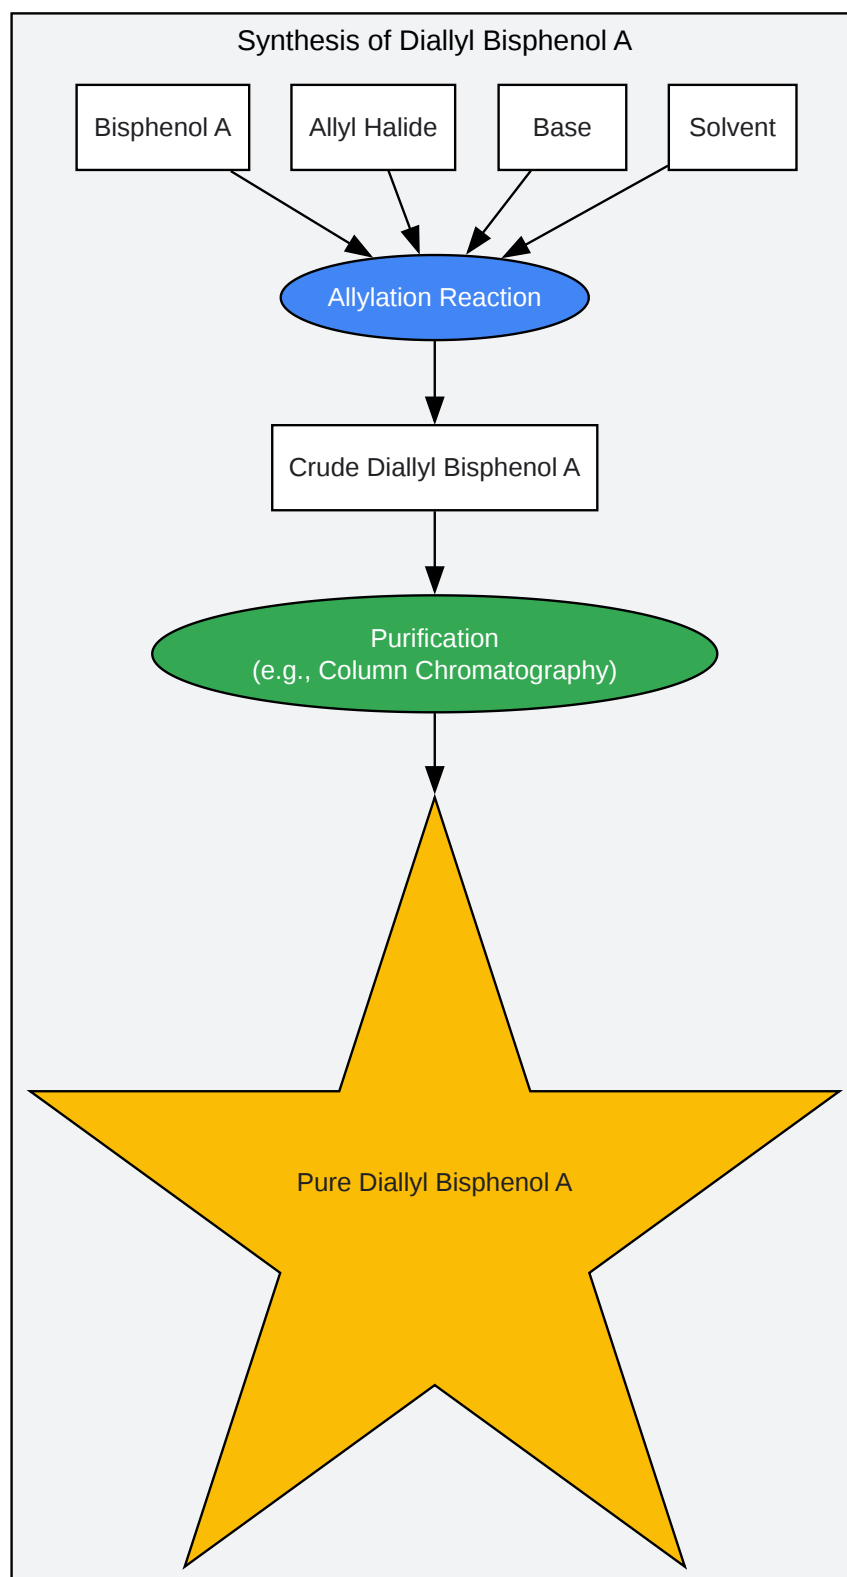 Synthesis of Diallyl Bisphenol A
Bisphenol A
Allyl Halide
Base
Solvent
Allylation Reaction
Crude Diallyl Bisphenol A
Purification
(e.g., Column Chromatography)
Pure Diallyl Bisphenol A